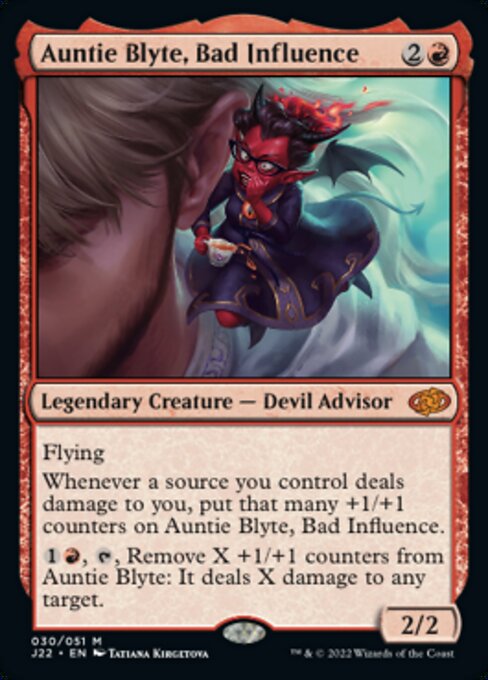 Auntie Blyte, Bad Influence 2
Legendary Creature — Devil Advisor
Flying
Whenever a source you control deals
damage to you, put that many +1/+1
counters on Auntie Blyte, Bad Influence.
1, , Remove X +1/+1 counters from
Auntie Blyte: It deals X damage to any
target.
2/2
030/051 M
J22 • EN Tatiana Kirgetova
™ & © 2022 Wizards of the Coast